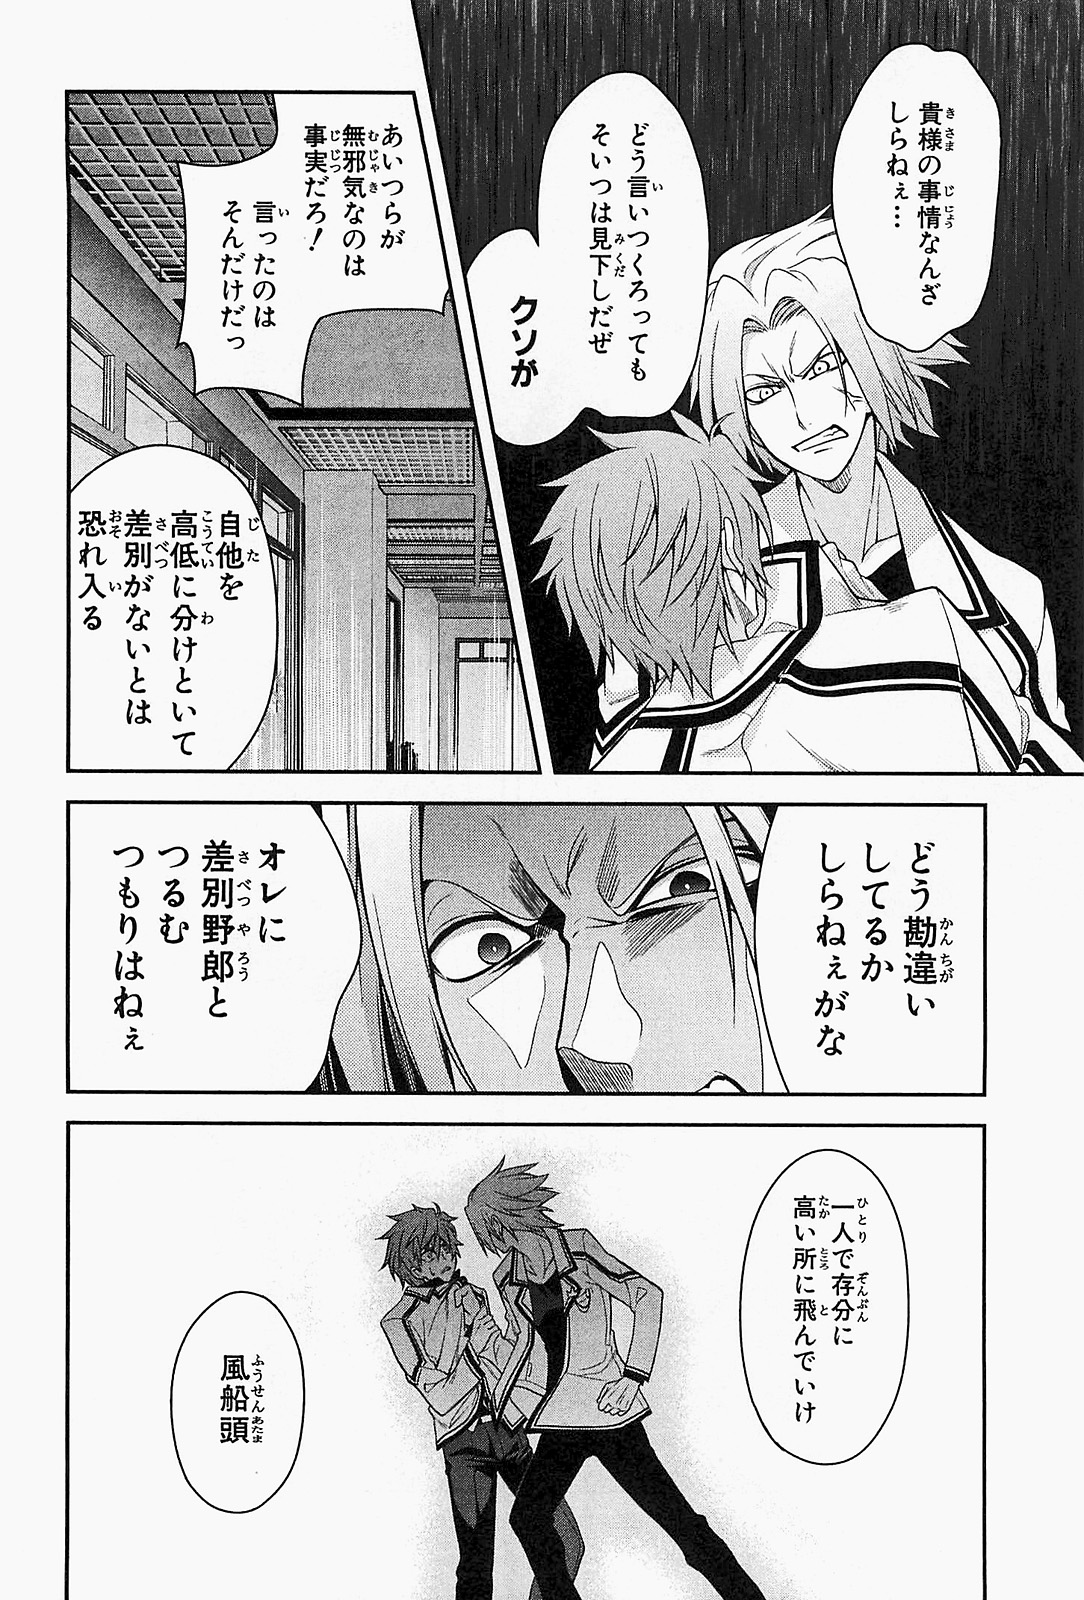 貴様の事情なんざ
しらねぇ…
どう言いつくろっても
そいつは見下しだぜ
クソが
あいつらが
無邪気なのは
事実だろ！
言ったのは
そんだけだっ
自他を
高低に分けといて
差別がないとは
恐れ入る
どう勘違い
してるか
しらねぇがな
オレに
差別野郎と
つるむ
つもりはねぇ
一人で存分に
高い所に飛んでいけ
風船頭